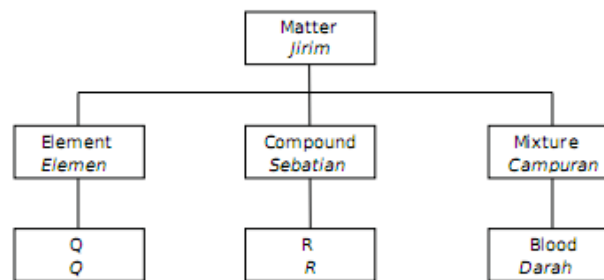 Matter
Jirim
Element
Elemen
Compound
Sebatian
Mixture
Campuran
Q
Q
R
R
Blood
Darah